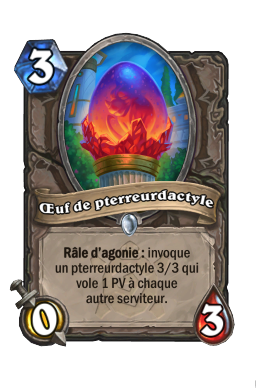 3
Œuf de pterreurdactyle
Râle d'agonie : invoque
un pterreurdactyle 3/3 qui
vole 1 PV à chaque
autre serviteur.
0
3